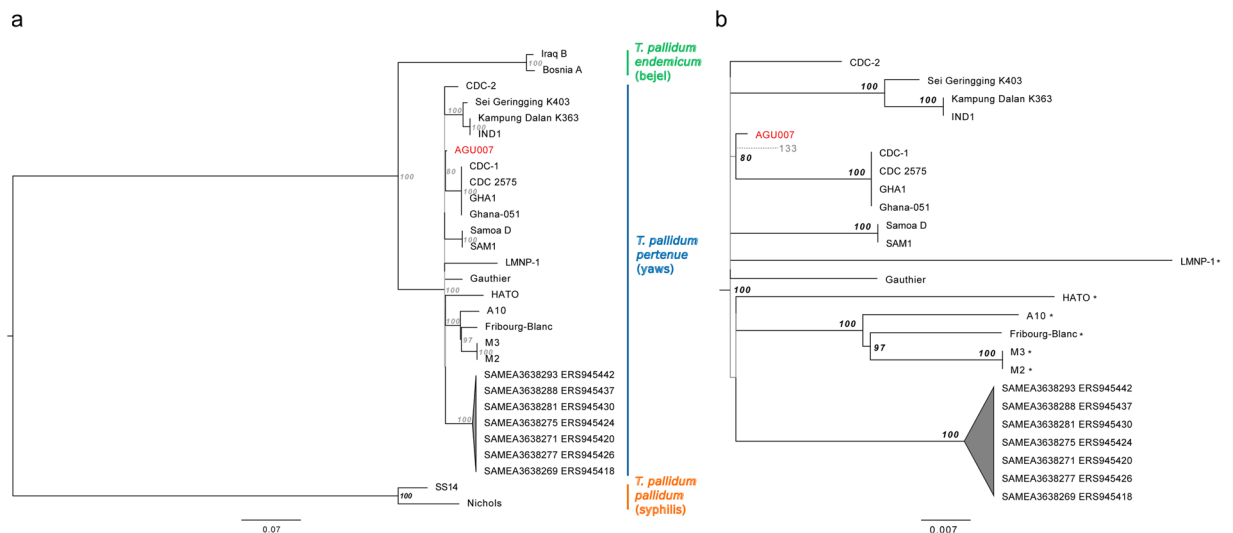 a
Iraq B
100
Bosnia A
CDC-2
Sei Geringging K403
100
Kampung Dalan K363
100
IND1
AGU007
CDC-1
80
CDC 2575
100
GHA1
Ghana-051
Samoa D
100
SAM1
100
LMNP-1
Gauthier
100
HATO
A10
100
Fribourg-Blanc
97
M3
100
M2
SAMEA3638293 ERS945442
SAMEA3638288 ERS945437
SAMEA3638281 ERS945430
SAMEA3638275 ERS945424
100
SAMEA3638271 ERS945420
SAMEA3638277 ERS945426
SAMEA3638269 ERS945418
SS14
100
Nichols
0.07
T. pallidum
endemicum
(bejel)
T. pallidum
pertenue
(yaws)
T. pallidum
pallidum
(syphilis)
b
CDC-2
Sei Geringging K403
100
Kampung Dalan K363
100
IND1
AGU007
133
80
CDC-1
CDC 2575
100
GHA1
Ghana-051
Samoa D
100
SAM1
LMNP-1*
Gauthier
100
HATO *
A10 *
100
Fribourg-Blanc*
97
M3 *
100
M2 *
SAMEA3638293 ERS945442
SAMEA3638288 ERS945437
SAMEA3638281 ERS945430
100
SAMEA3638275 ERS945424
SAMEA3638271 ERS945420
SAMEA3638277 ERS945426
SAMEA3638269 ERS945418
0.007